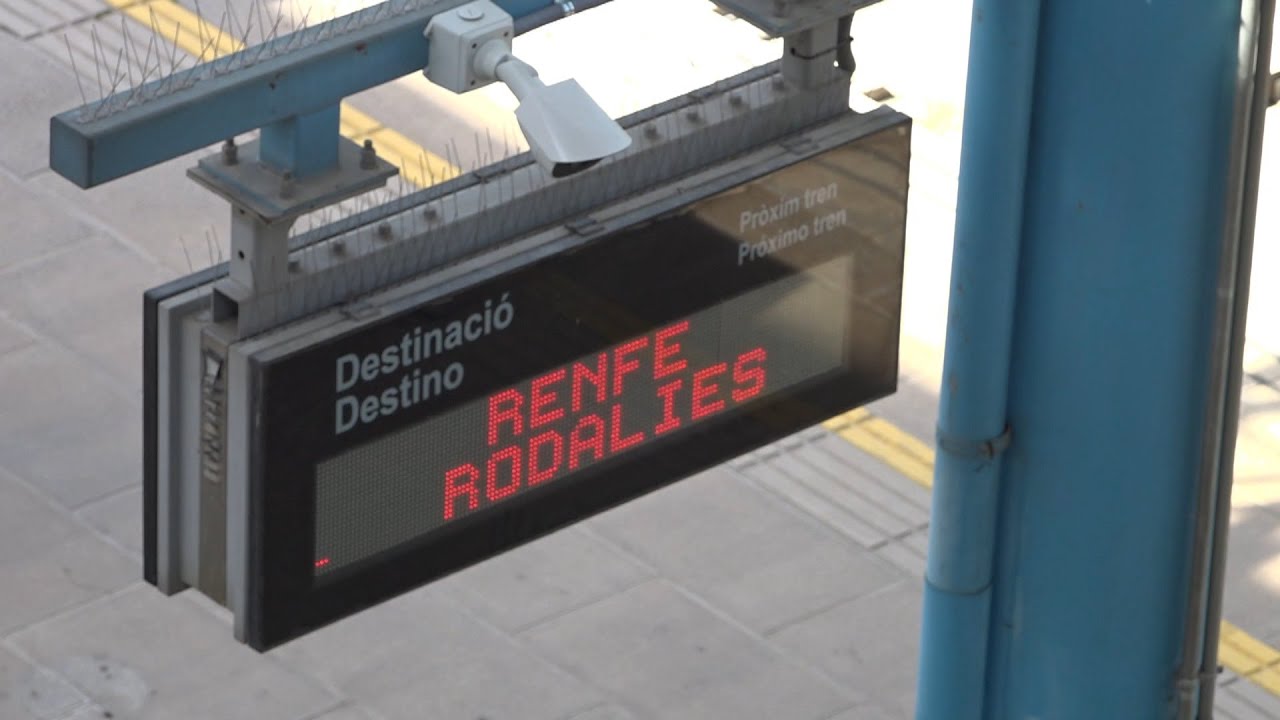 Destinació
Destino
Pròxim tren
Próximo tren
RENFE
RODALIES